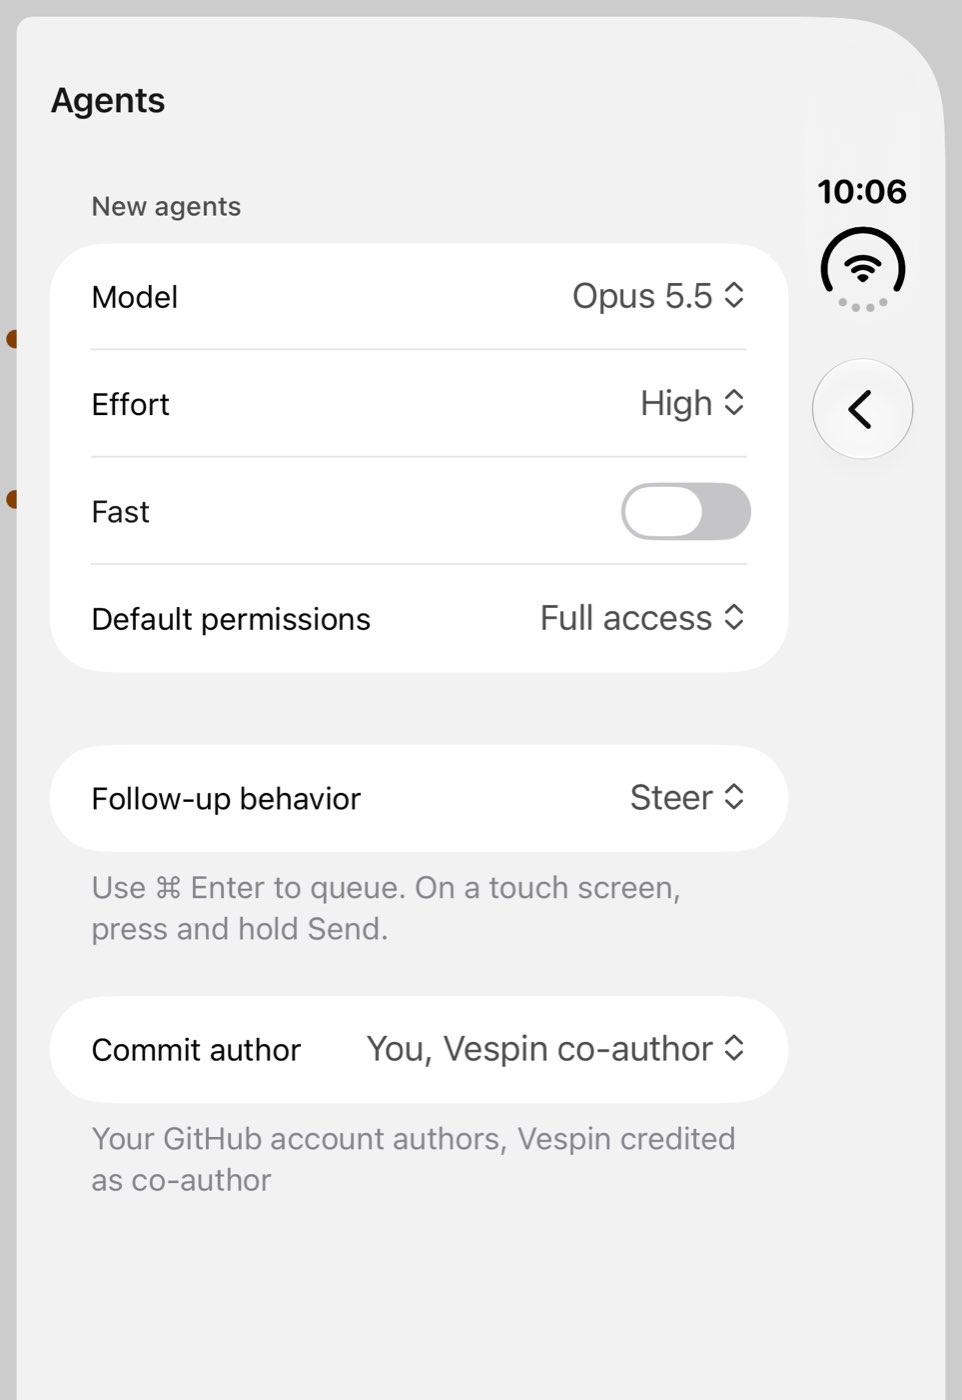 Agents
10:06
New agents
Model
Opus 5.5
Effort
High
Fast
Default permissions
Full access
Follow-up behavior
Steer
Use ⌘ Enter to queue. On a touch screen,
press and hold Send.
Commit author
You, Vespin co-author
Your GitHub account authors, Vespin credited
as co-author